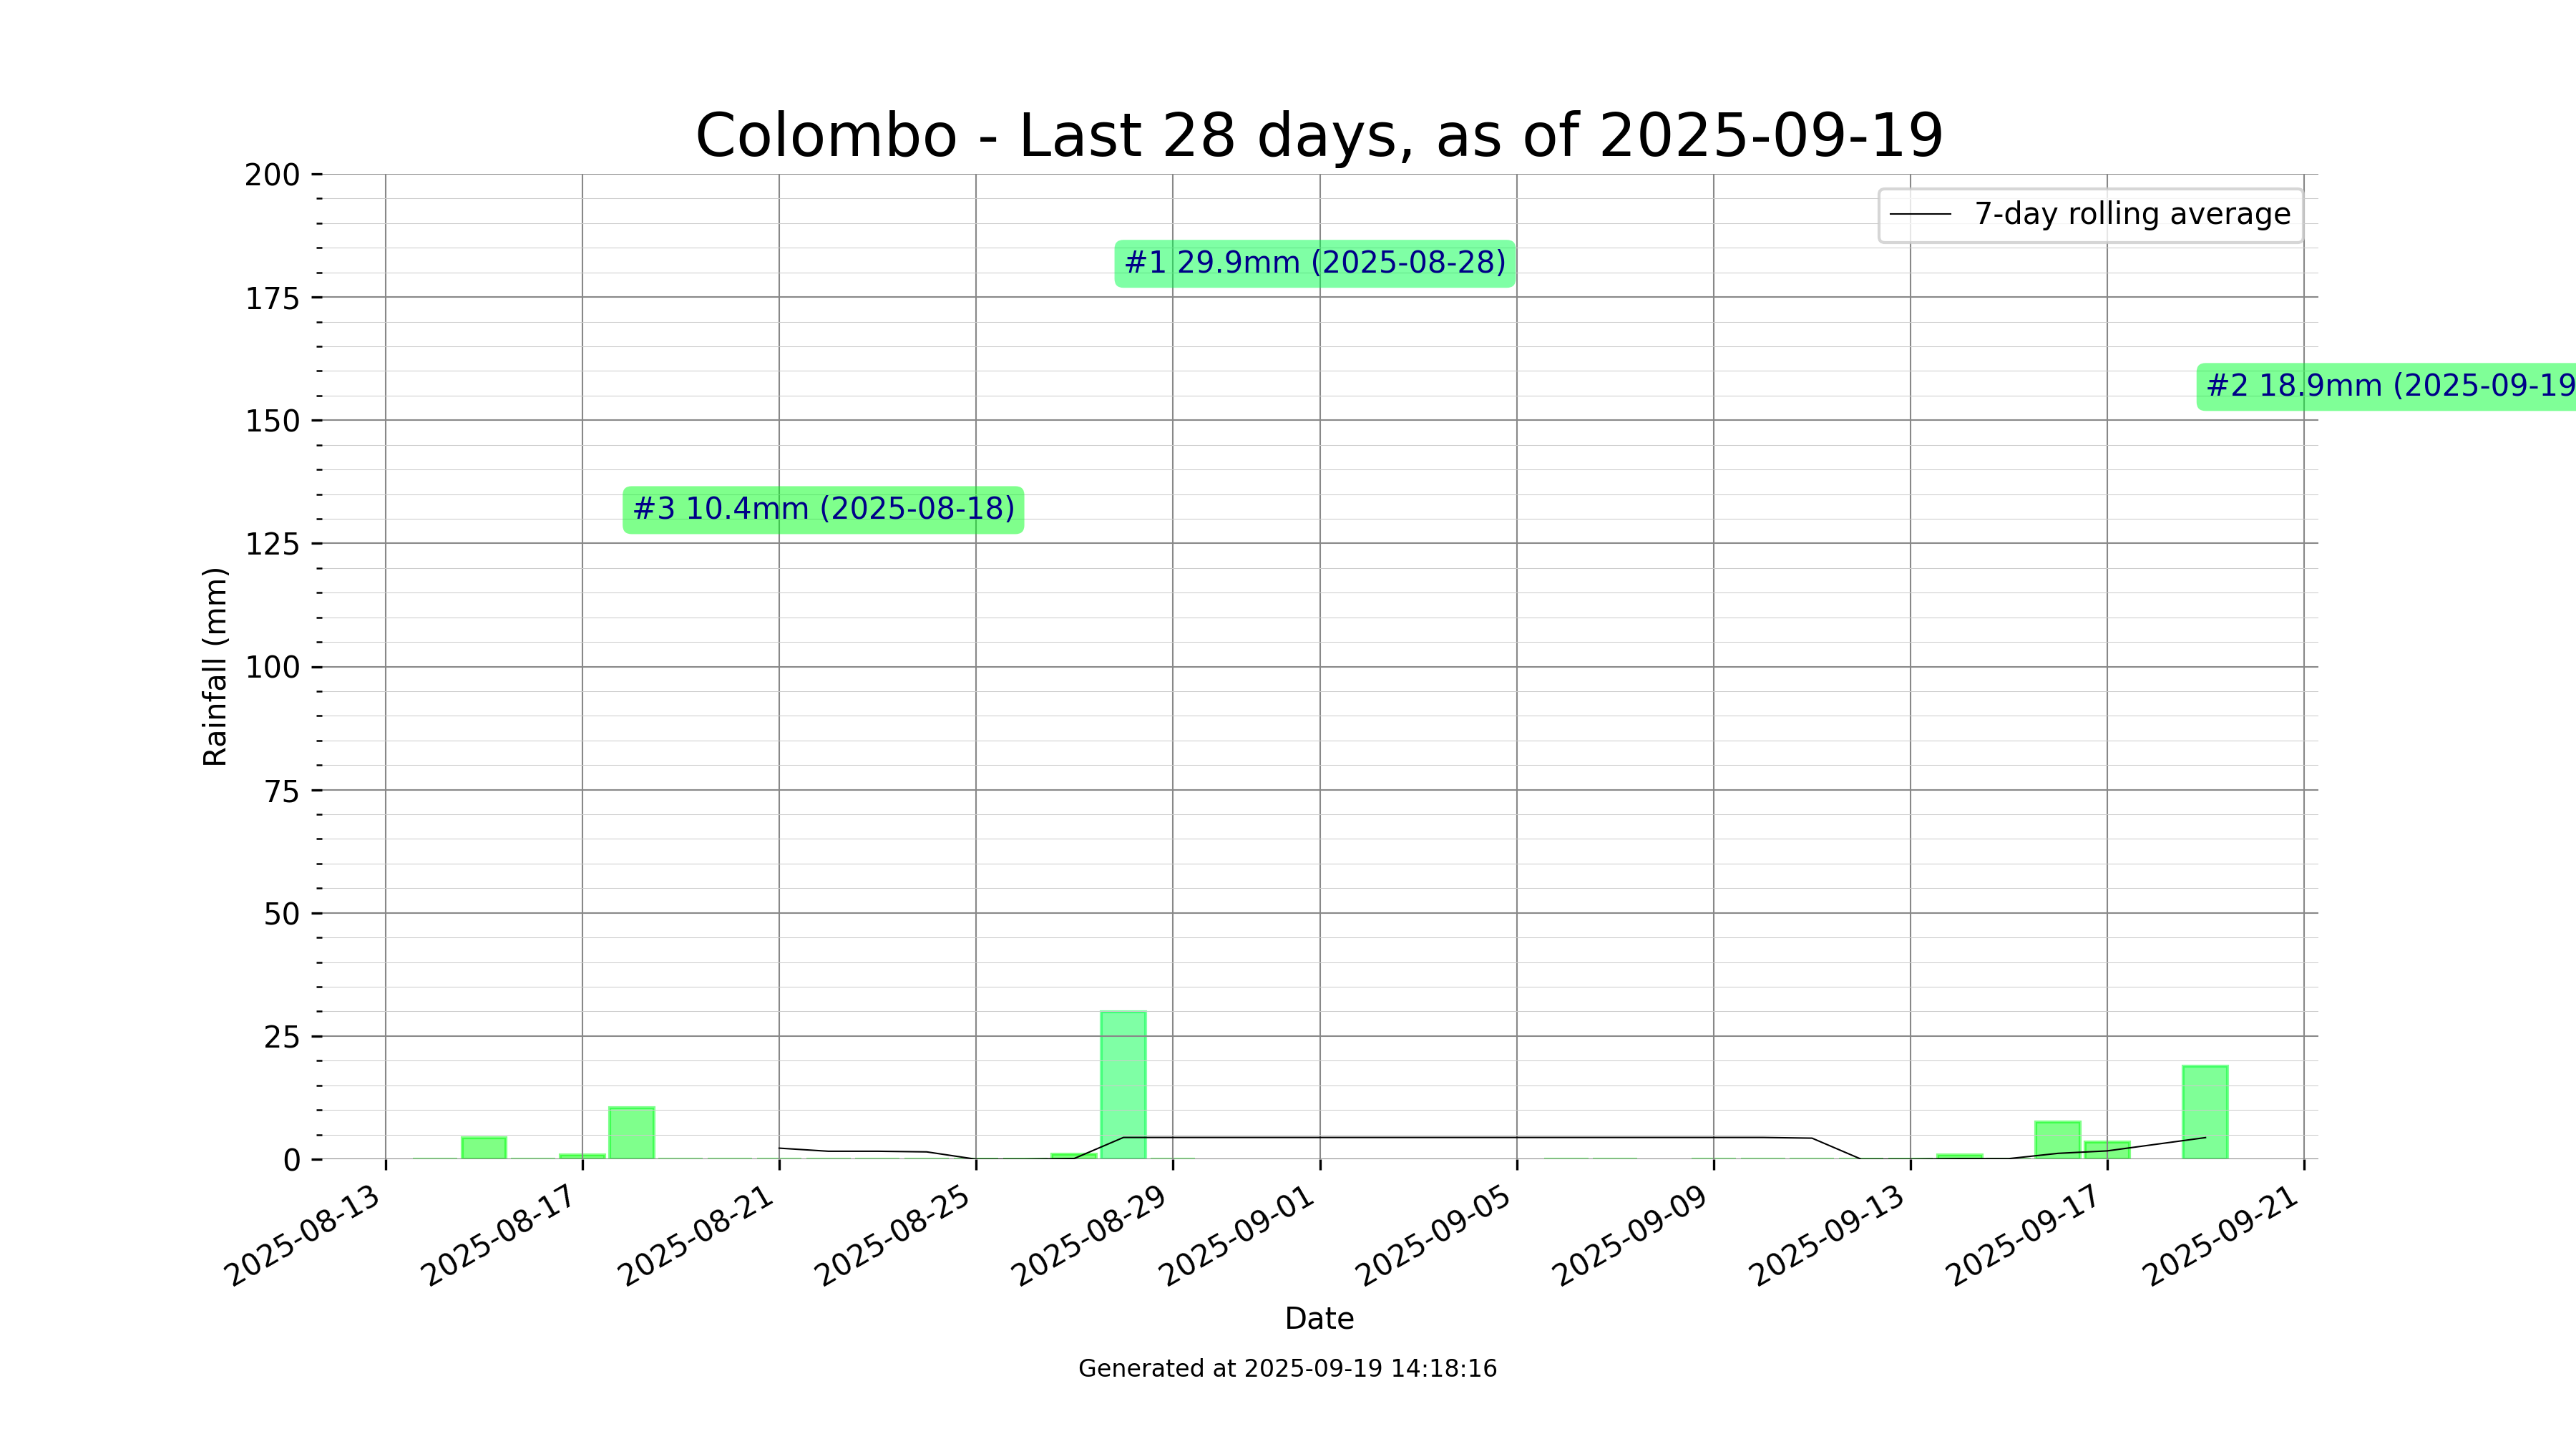 Colombo - Last 28 days, as of 2025-09-19
7-day rolling average
#1 29.9mm (2025-08-28)
#2 18.9mm (2025-09-19
#3 10.4mm (2025-08-18)
Rainfall (mm)
200
175
150
125
100
75
50
25
0
2025-08-13
2025-08-17
2025-08-21
2025-08-25
2025-08-29
2025-09-01
2025-09-05
2025-09-09
2025-09-13
2025-09-17
2025-09-21
Date
Generated at 2025-09-19 14:18:16